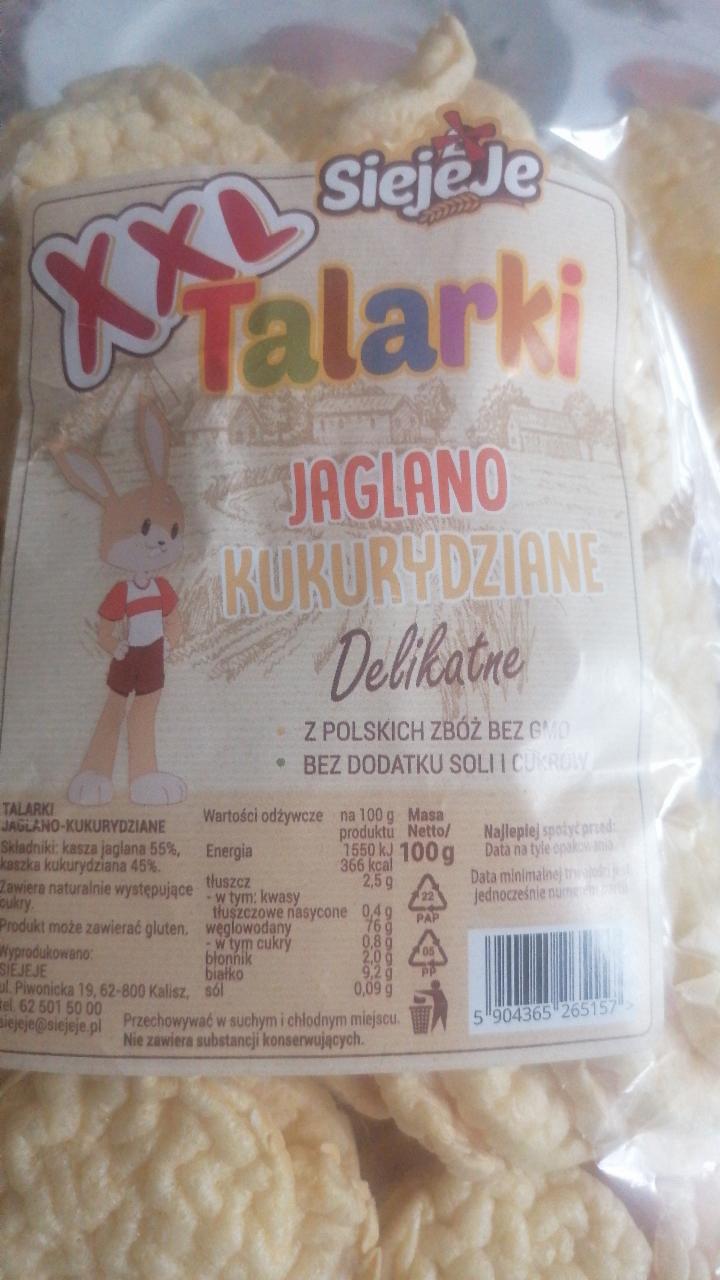 SiejeJe
XXL
Talarki
JAGLANO
KUKURYDZIANE
Delikatne
• Z POLSKICH ZBÓŻ BEZ GMO
• BEZ DODATKU SOLI I CUKRÓW
TALARKI
JAGLANO-KUKURYDZIANE
Składniki: kasza jaglana 55%,
kaszka kukurydziana 45%.
Zawiera naturalnie występujące
cukry.
Produkt może zawierać gluten.
Wyprodukowano:
SIEJEJE
ul. Piwonicka 19, 62-800 Kalisz,
tel. 62 501 50 00
siejeje@siejeje.pl
Wartości odżywcze na 100 g
produktu
Energia 1550 kJ
366 kcal
tłuszcz 2,5 g
- w tym: kwasy
tłuszczowe nasycone 0,4 g
węglowodany 76 g
- w tym cukry 0,8 g
błonnik 2,0 g
białko 9,2 g
sól 0,09 g
Przechowywać w suchym i chłodnym miejscu.
Nie zawiera substancji konserwujących.
Masa
Netto/
100 g
22
PAP
05
PP
Najlepiej spożyć przed:
Data na tyle opakowania.
Data minimalnej trwałości jest
jednocześnie numerem partii.
5 904365 265157 >